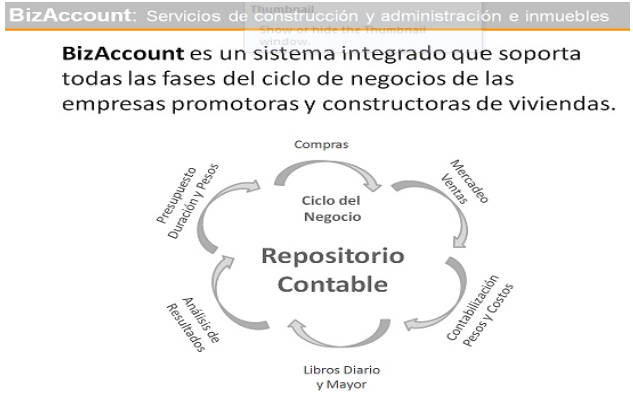 BizAccount: Servicios de construcción y administración e inmuebles
Thumbnail
Show or hide the Thumbnail
window.
BizAccount es un sistema integrado que soporta
todas las fases del ciclo de negocios de las
empresas promotoras y constructoras de viviendas.
Compras
Mercadeo
Ventas
Contabilización
Pesos y Costos
Libros Diario
y Mayor
Análisis de
Resultados
Presupuesto
Duración y Pesos
Ciclo del
Negocio
Repositorio
Contable